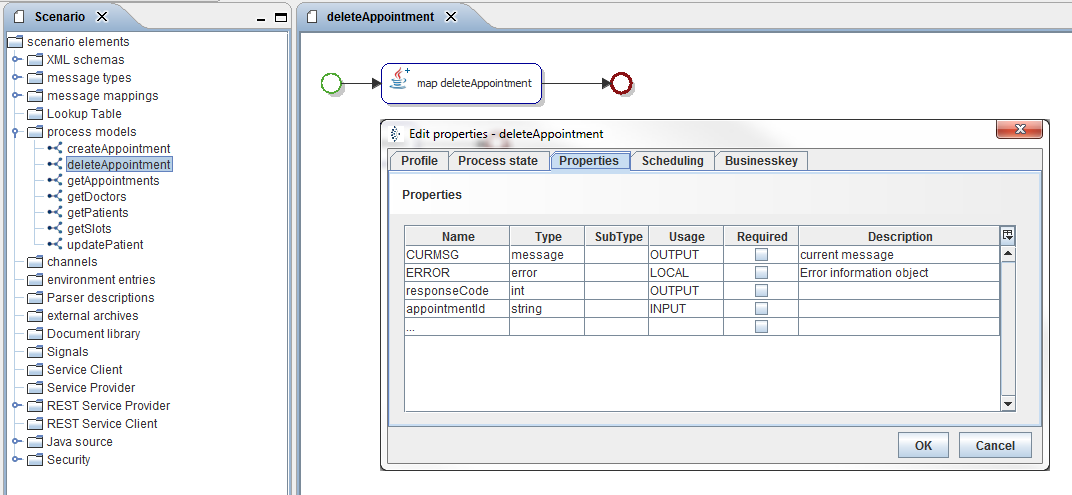 Scenario
scenario elements
XML schemas
message types
message mappings
Lookup Table
process models
createAppointment
deleteAppointment
getAppointments
getDoctors
getPatients
getSlots
updatePatient
channels
environment entries
Parser descriptions
external archives
Document library
Signals
Service Client
Service Provider
REST Service Provider
REST Service Client
Java source
Security
deleteAppointment
map deleteAppointment
Edit properties - deleteAppointment
Profile Process state Properties Scheduling Businesskey
Properties
Name Type SubType Usage Required Description
CURMSG message OUTPUT current message
ERROR error LOCAL Error information object
responseCode int OUTPUT
appointmentId string INPUT
...
OK Cancel